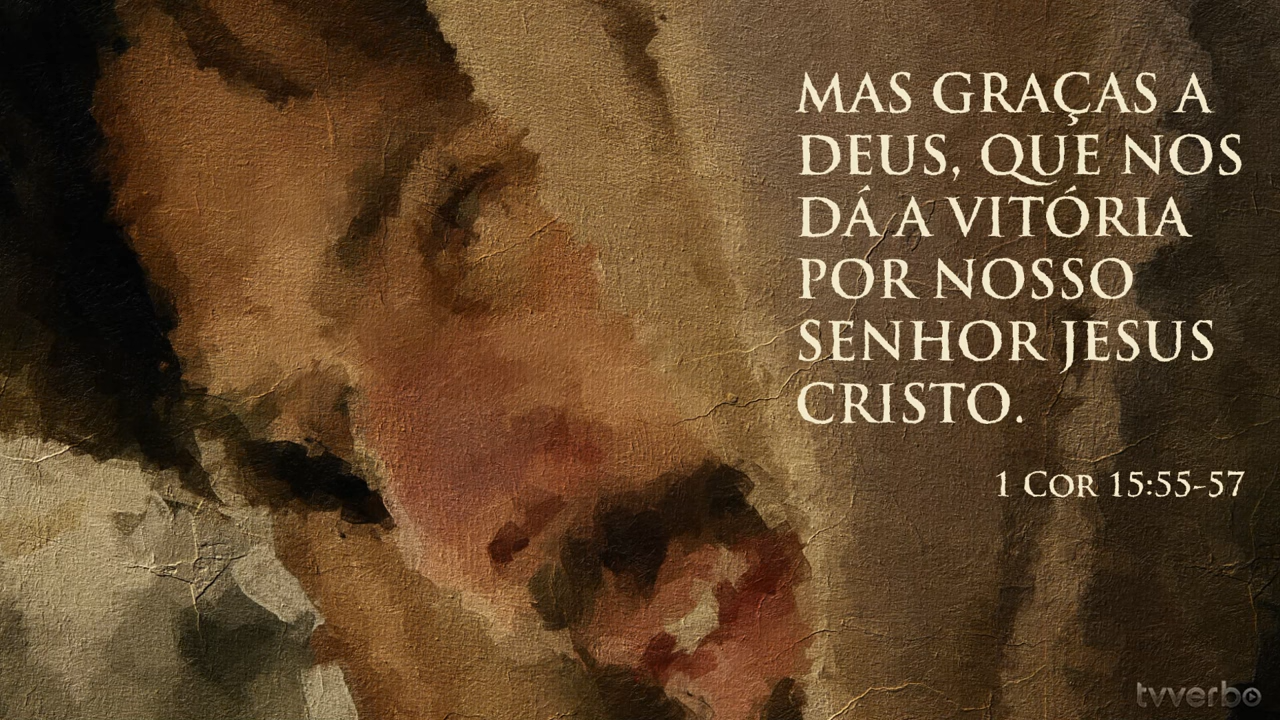 MAS GRAÇAS A
DEUS, QUE NOS
DÁ A VITÓRIA
POR NOSSO
SENHOR JESUS
CRISTO.
1 COR 15:55-57
tvverbo